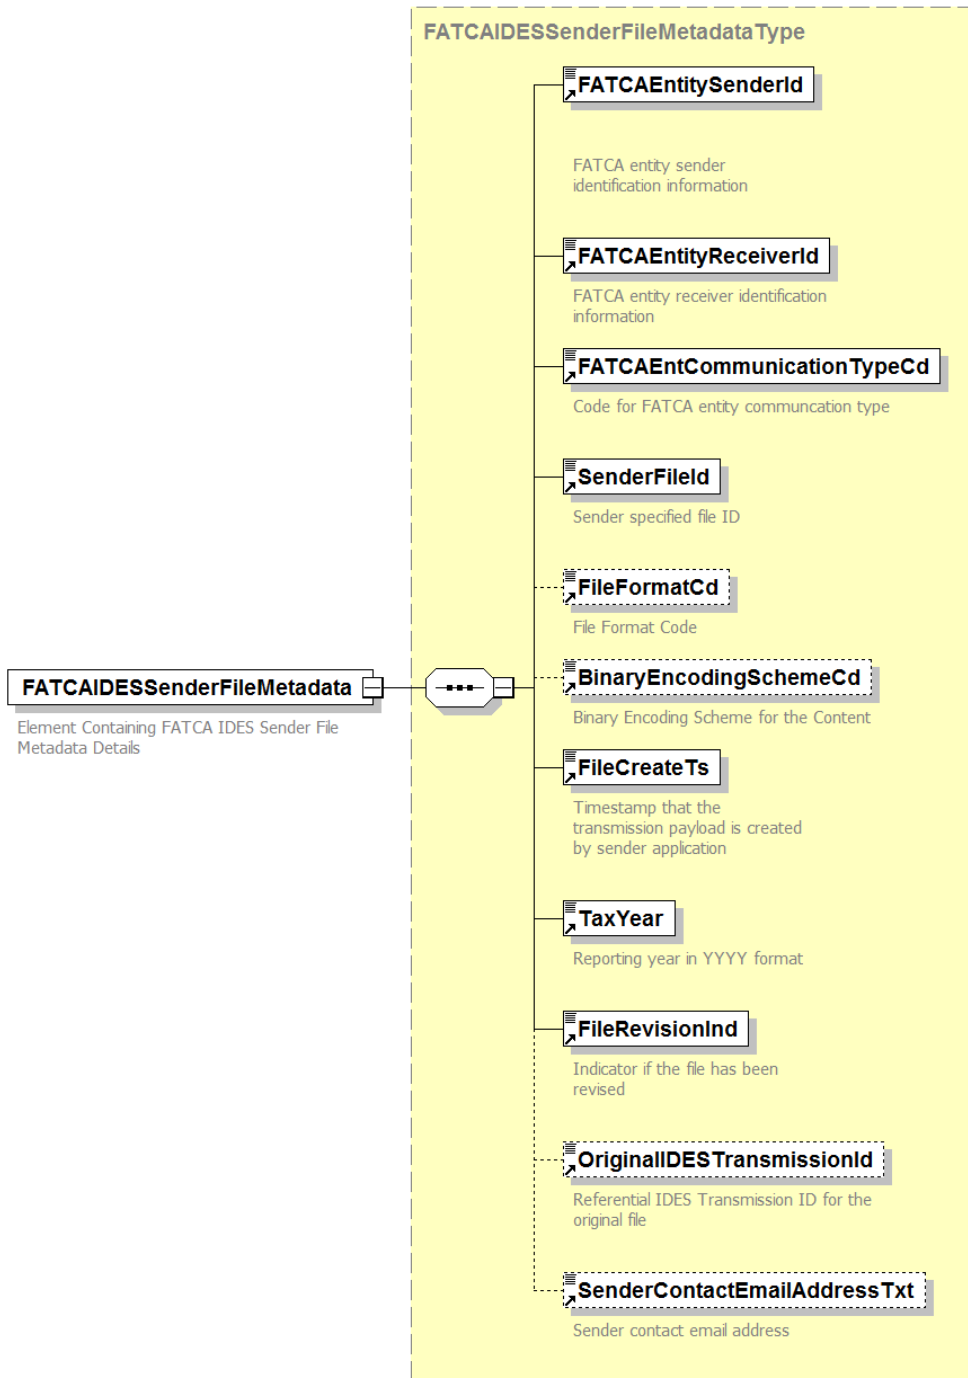 FATCAIDESSenderFileMetadataType
FATCAEntitySenderId
FATCA entity sender
identification information
FATCAEntityReceiverId
FATCA entity receiver identification
information
FATCAEntCommunicationTypeCd
Code for FATCA entity communcation type
SenderFileId
Sender specified file ID
FileFormatCd
File Format Code
FATCAIDESSenderFileMetadata
Element Containing FATCA IDES Sender File
Metadata Details
BinaryEncodingSchemeCd
Binary Encoding Scheme for the Content
FileCreateTs
Timestamp that the
transmission payload is created
by sender application
TaxYear
Reporting year in YYYY format
FileRevisionInd
Indicator if the file has been
revised
OriginalIDESTransmissionId
Referential IDES Transmission ID for the
original file
SenderContactEmailAddressTxt
Sender contact email address